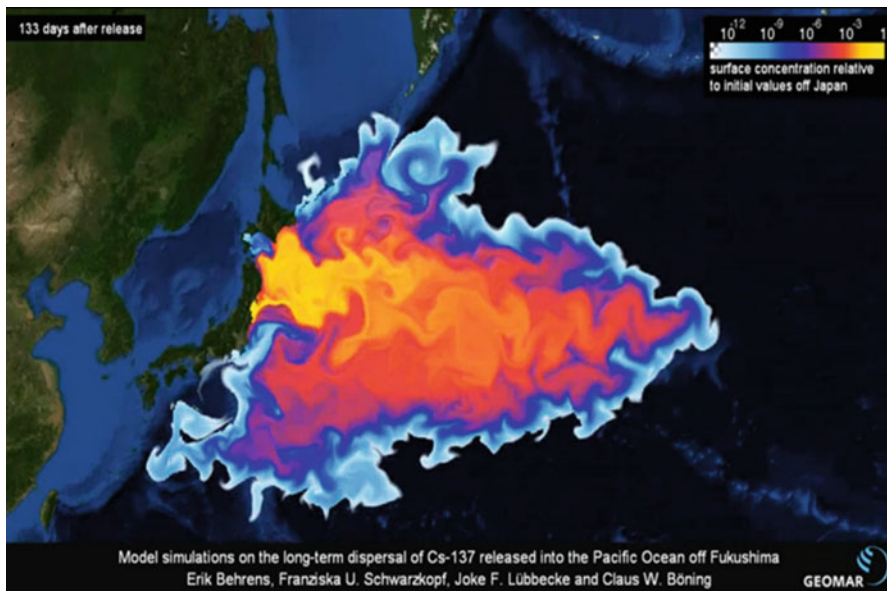 133 days after release
10^-12 10^-9 10^-6 10^-3 1
surface concentration relative
to initial values off Japan
Model simulations on the long-term dispersal of Cs-137 released into the Pacific Ocean off Fukushima
Erik Behrens, Franziska U. Schwarzkopf, Joke F. Lübbecke and Claus W. Böning
GEOMAR